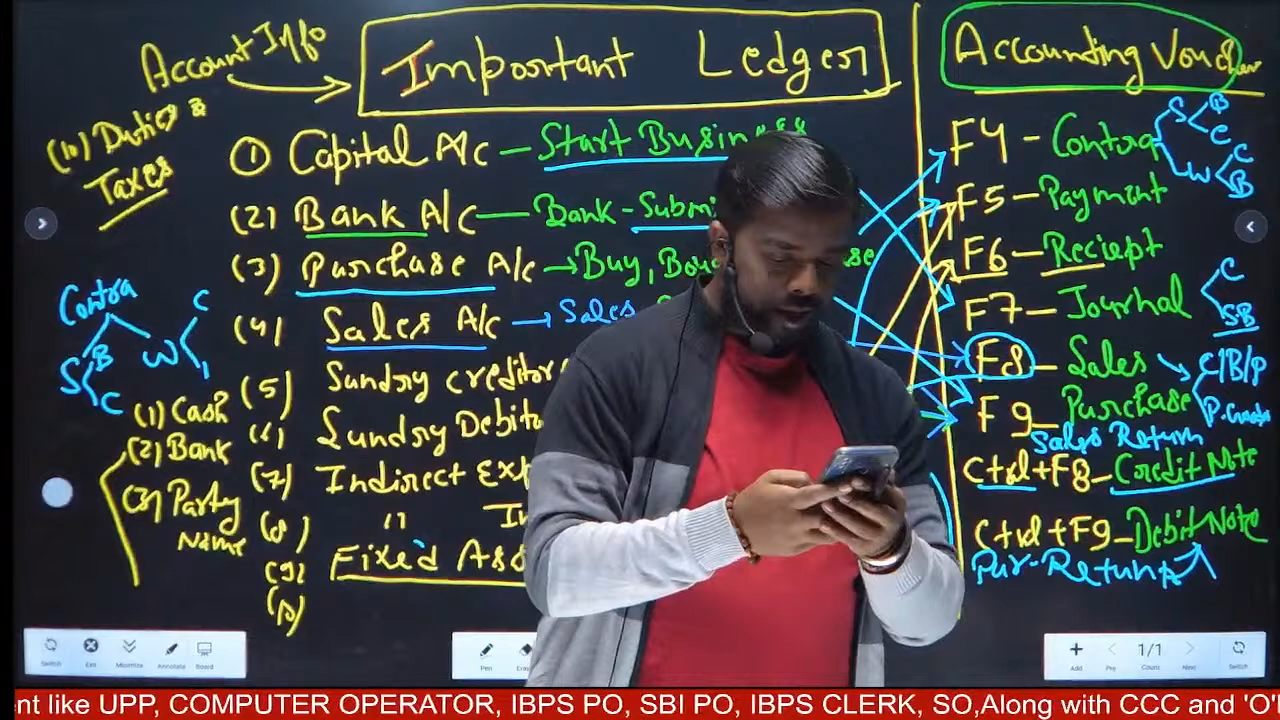 Account Info
Important Ledger
(10) Duties &
Taxes
(1) Capital A/c - Start Business
(2) Bank A/c - Bank - Submi
(3) Purchase A/c → Buy, Bou se
(4) Sales A/c → Sales
(5) Sundry creditor
(6) Sundry Debito
(7) Indirect Exp
(8) " In
(9) Fixed Ass
(10)
Contra
S B C
W C
(1) Cash
(2) Bank
(3) Party
Name
Accounting Voucher
F4 - Contra
S B C
W C B
F5 - Payment
F6 - Reciept
F7 - Journal
C
SB
F8 - Sales
C/B/P
F9 - Purchase
Sales Return
Ctrl+F8 - Credit Note
Ctrl+F9 - Debit Note
Pur-Return
Switch
Exit
Minimize
Annotate
Board
Pen
Add
Pre
1/1
Count
Next
Switch
nt like UPP, COMPUTER OPERATOR, IBPS PO, SBI PO, IBPS CLERK, SO,Along with CCC and 'O'